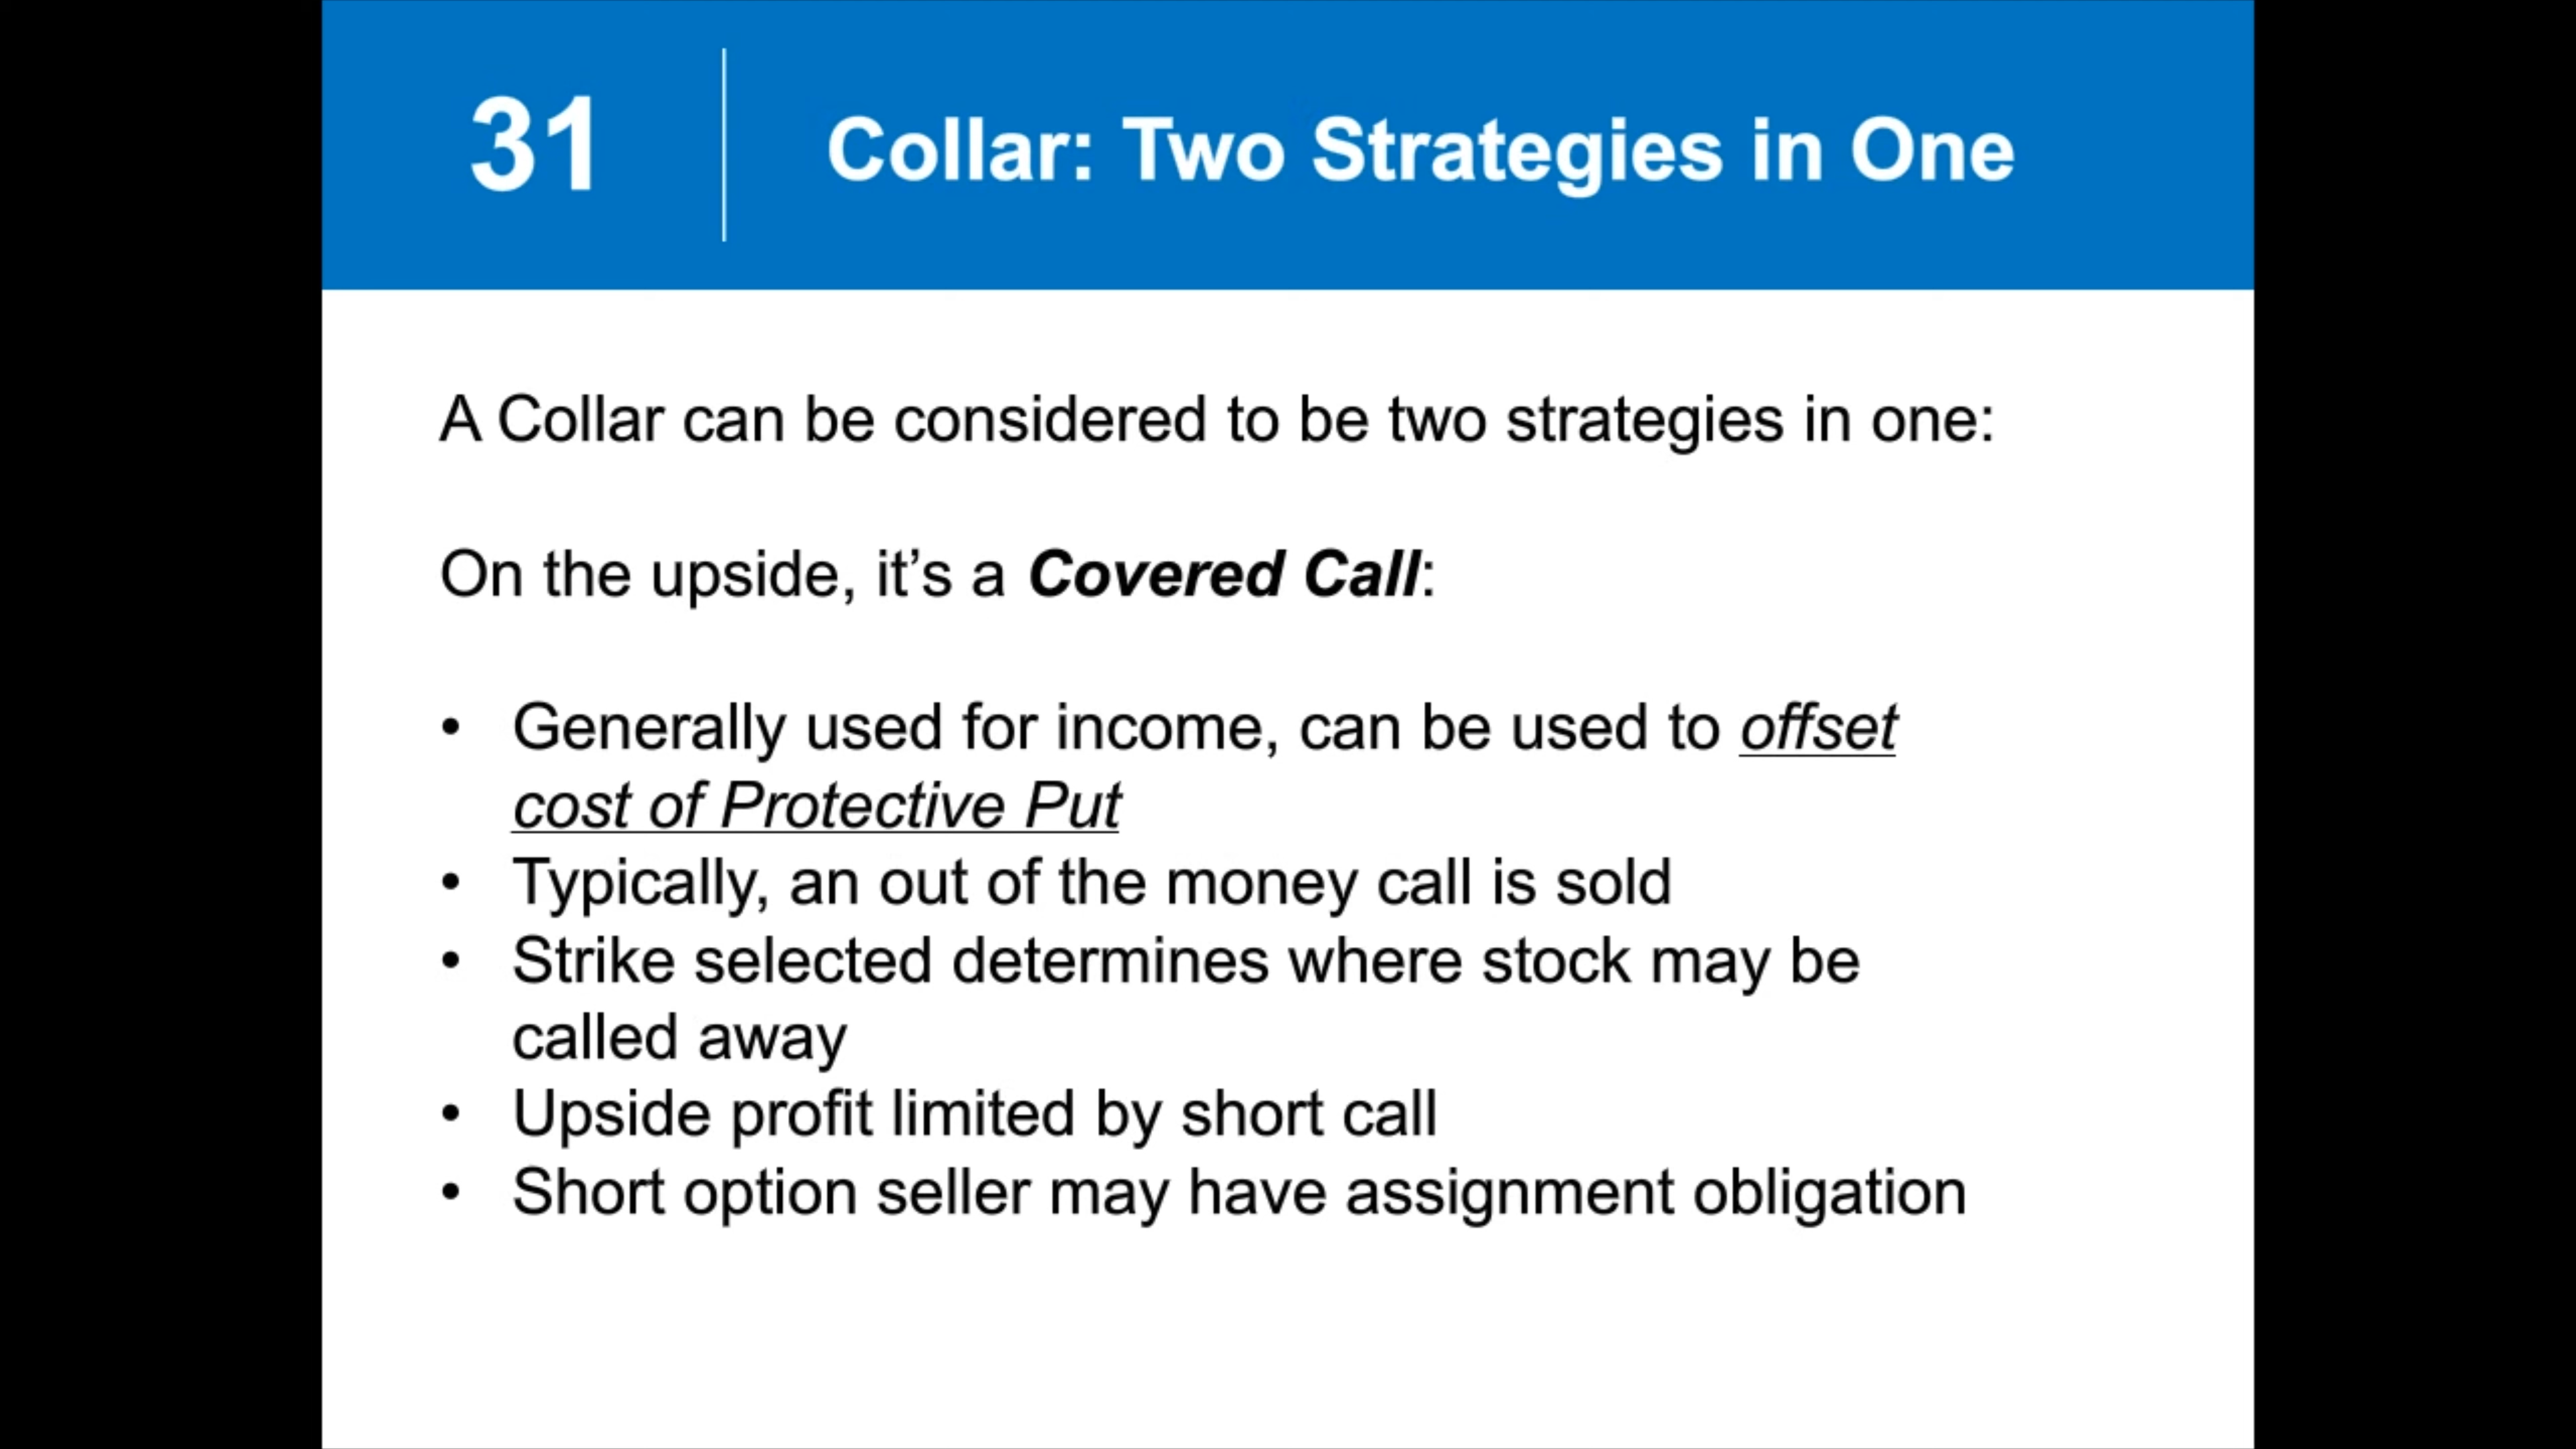 31
Collar: Two Strategies in One
A Collar can be considered to be two strategies in one:
On the upside, it’s a Covered Call:
• Generally used for income, can be used to offset
cost of Protective Put
• Typically, an out of the money call is sold
• Strike selected determines where stock may be
called away
• Upside profit limited by short call
• Short option seller may have assignment obligation